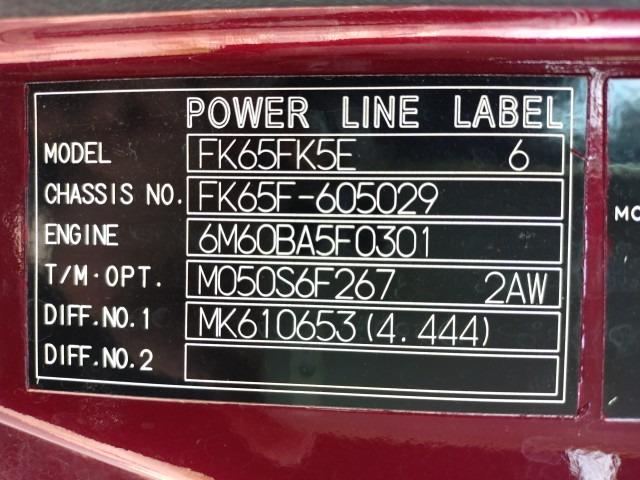 POWER LINE LABEL
MODEL FK65FK5E 6
CHASSIS NO. FK65F-605029
ENGINE 6M60BA5F0301
T/M·OPT. M050S6F267 2AW
DIFF.NO.1 MK610653(4.444)
DIFF.NO.2
MO